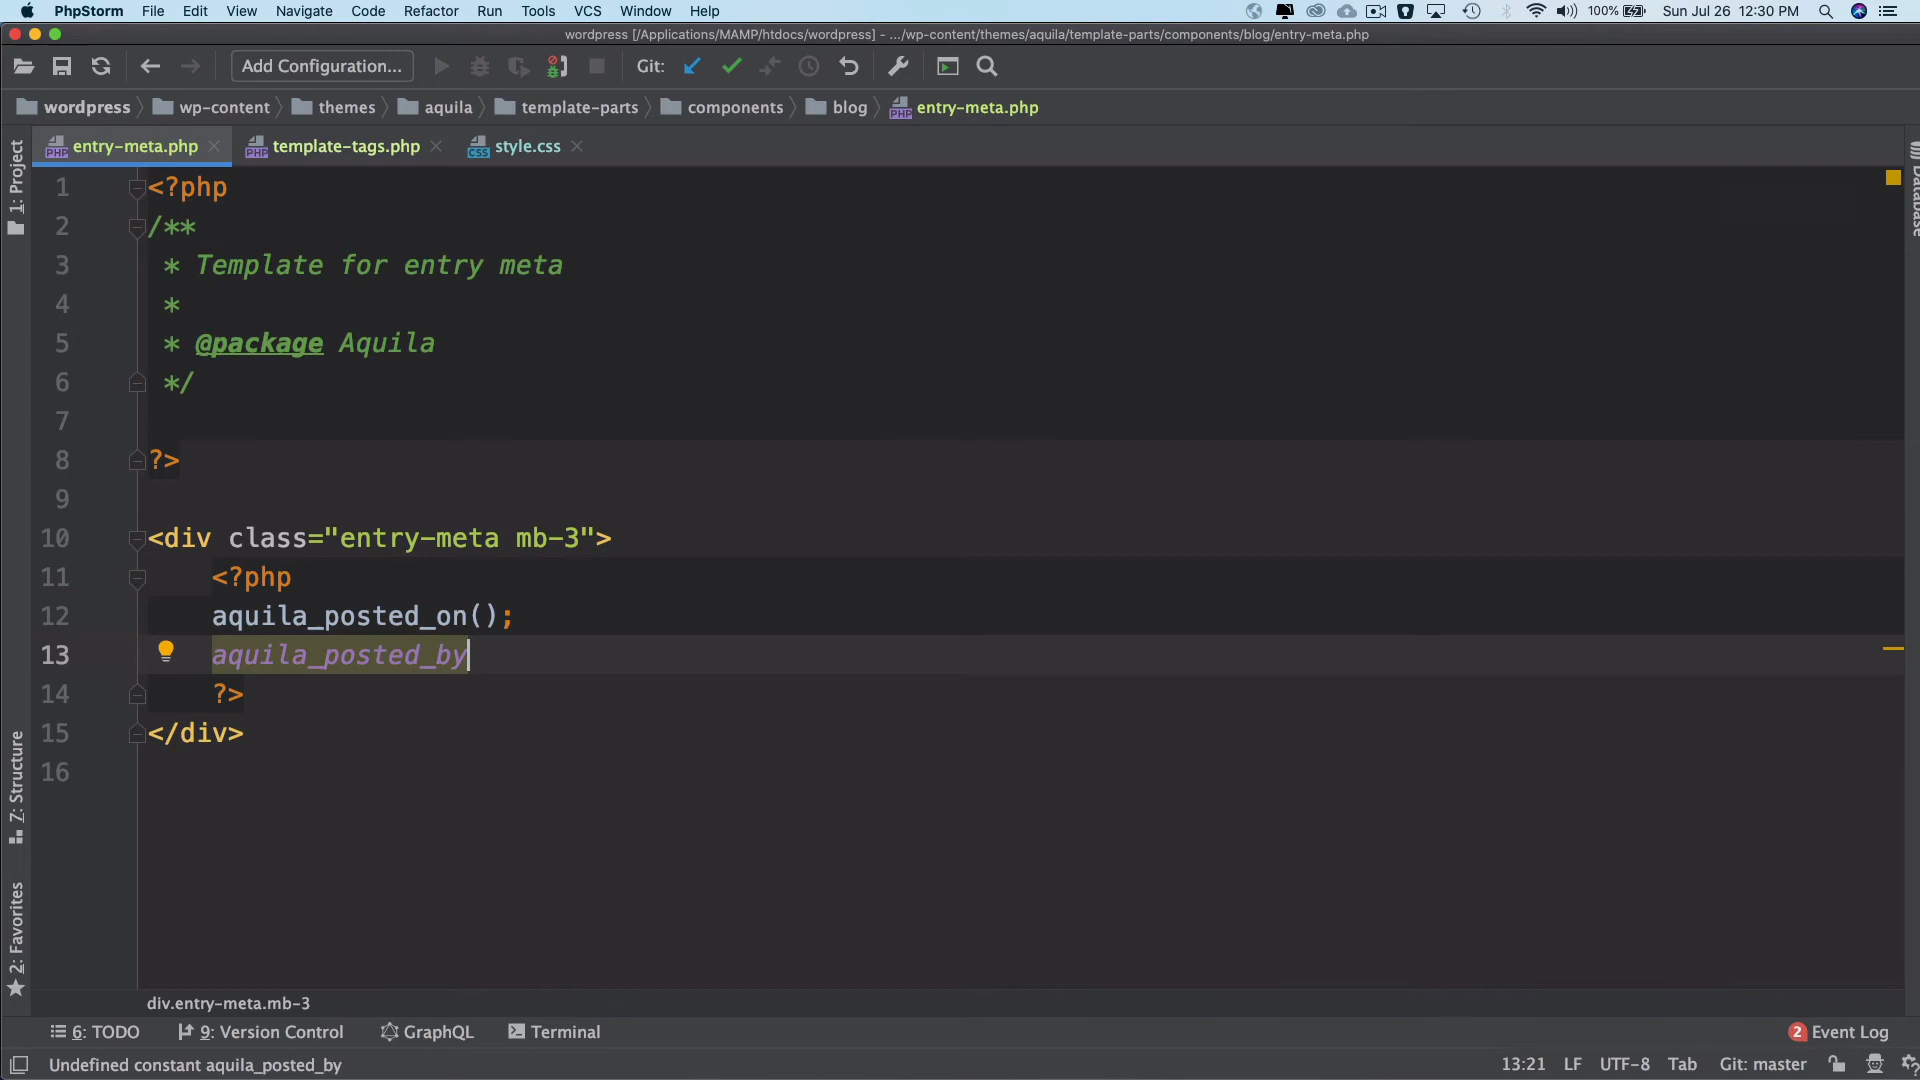 PhpStorm File Edit View Navigate Code Refactor Run Tools VCS Window Help 100% Sun Jul 26 12:30 PM
wordpress [/Applications/MAMP/htdocs/wordpress] - .../wp-content/themes/aquila/template-parts/components/blog/entry-meta.php
Add Configuration... Git:
wordpress wp-content themes aquila template-parts components blog entry-meta.php
entry-meta.php template-tags.php style.css
1: Project
Database
1 <?php
2 /**
3 * Template for entry meta
4 *
5 * @package Aquila
6 */
7
8 ?>
9
10 <div class="entry-meta mb-3">
11 <?php
12 aquila_posted_on();
13 aquila_posted_by
14 ?>
15 </div>
16
7: Structure
2: Favorites
div.entry-meta.mb-3
6: TODO 9: Version Control GraphQL Terminal 2 Event Log
Undefined constant aquila_posted_by 13:21 LF UTF-8 Tab Git: master